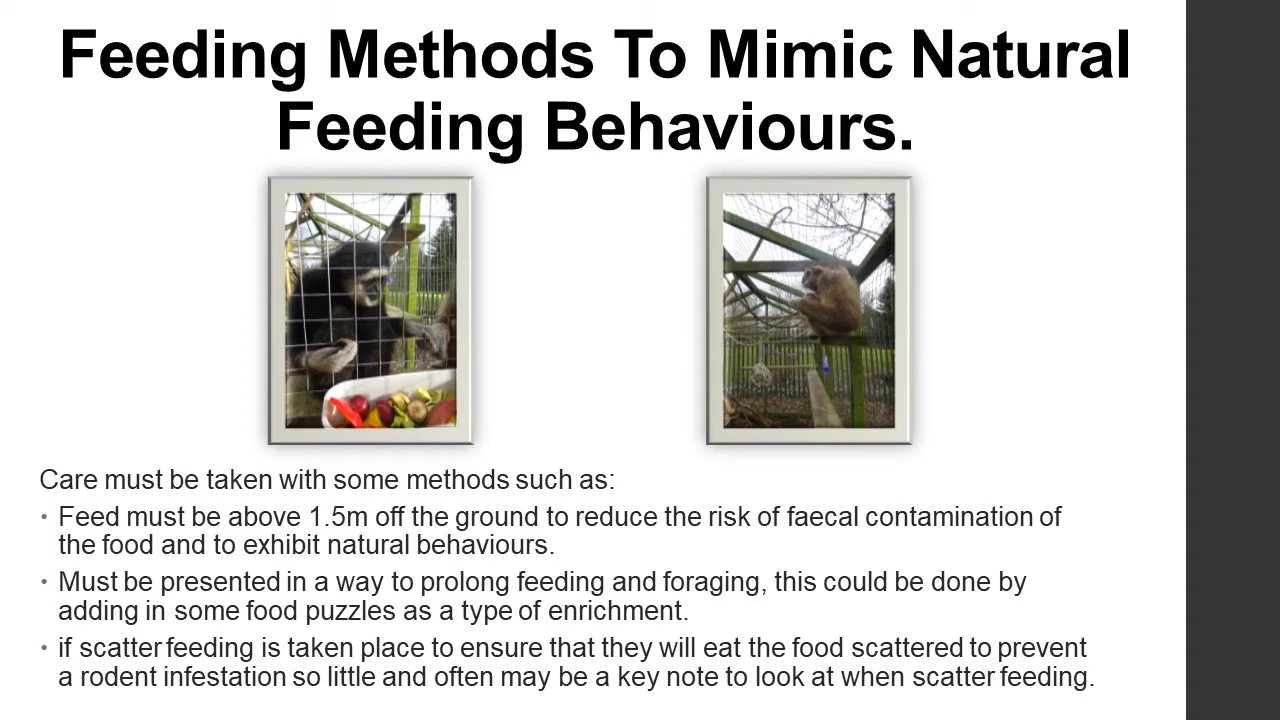 Feeding Methods To Mimic Natural
Feeding Behaviours.
Care must be taken with some methods such as:
• Feed must be above 1.5m off the ground to reduce the risk of faecal contamination of
the food and to exhibit natural behaviours.
• Must be presented in a way to prolong feeding and foraging, this could be done by
adding in some food puzzles as a type of enrichment.
• if scatter feeding is taken place to ensure that they will eat the food scattered to prevent
a rodent infestation so little and often may be a key note to look at when scatter feeding.